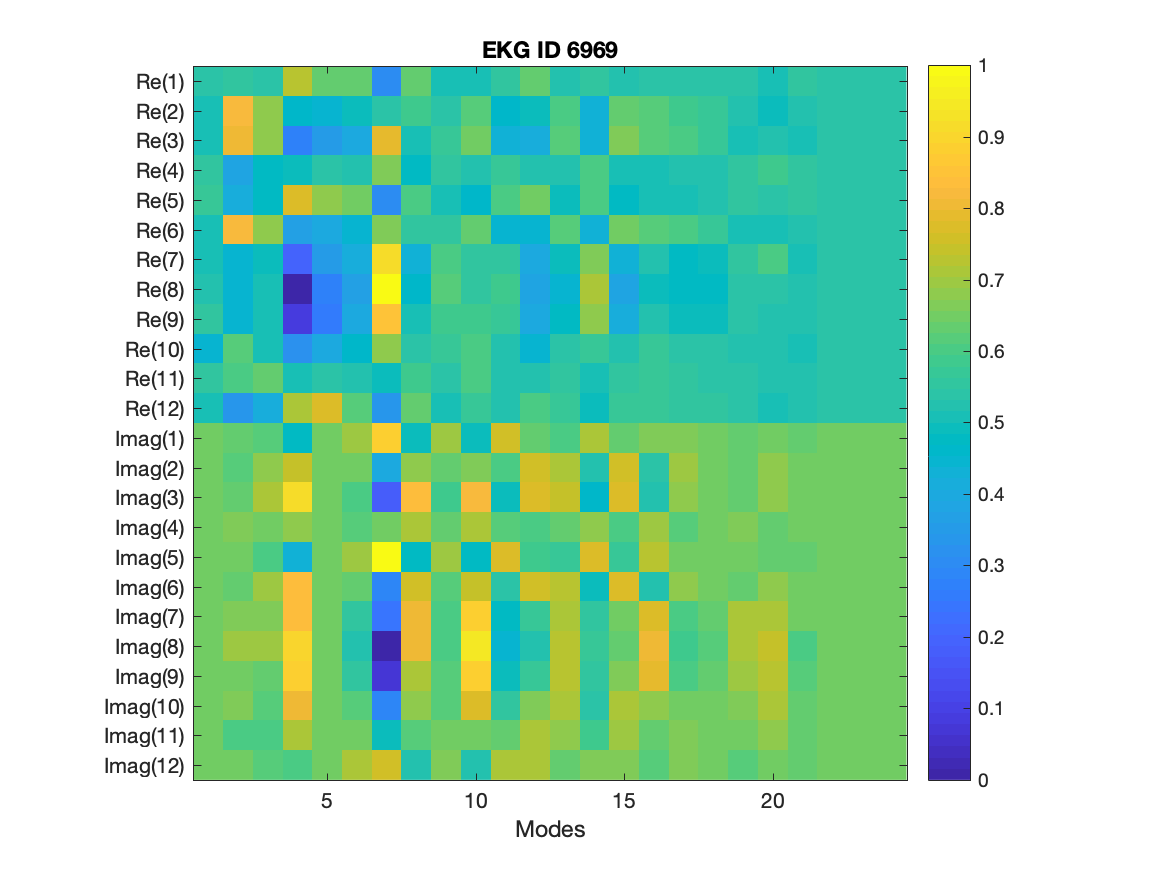 EKG ID 6969
Re(1)
Re(2)
Re(3)
Re(4)
Re(5)
Re(6)
Re(7)
Re(8)
Re(9)
Re(10)
Re(11)
Re(12)
Imag(1)
Imag(2)
Imag(3)
Imag(4)
Imag(5)
Imag(6)
Imag(7)
Imag(8)
Imag(9)
Imag(10)
Imag(11)
Imag(12)
5 10 15 20
Modes
1
0.9
0.8
0.7
0.6
0.5
0.4
0.3
0.2
0.1
0